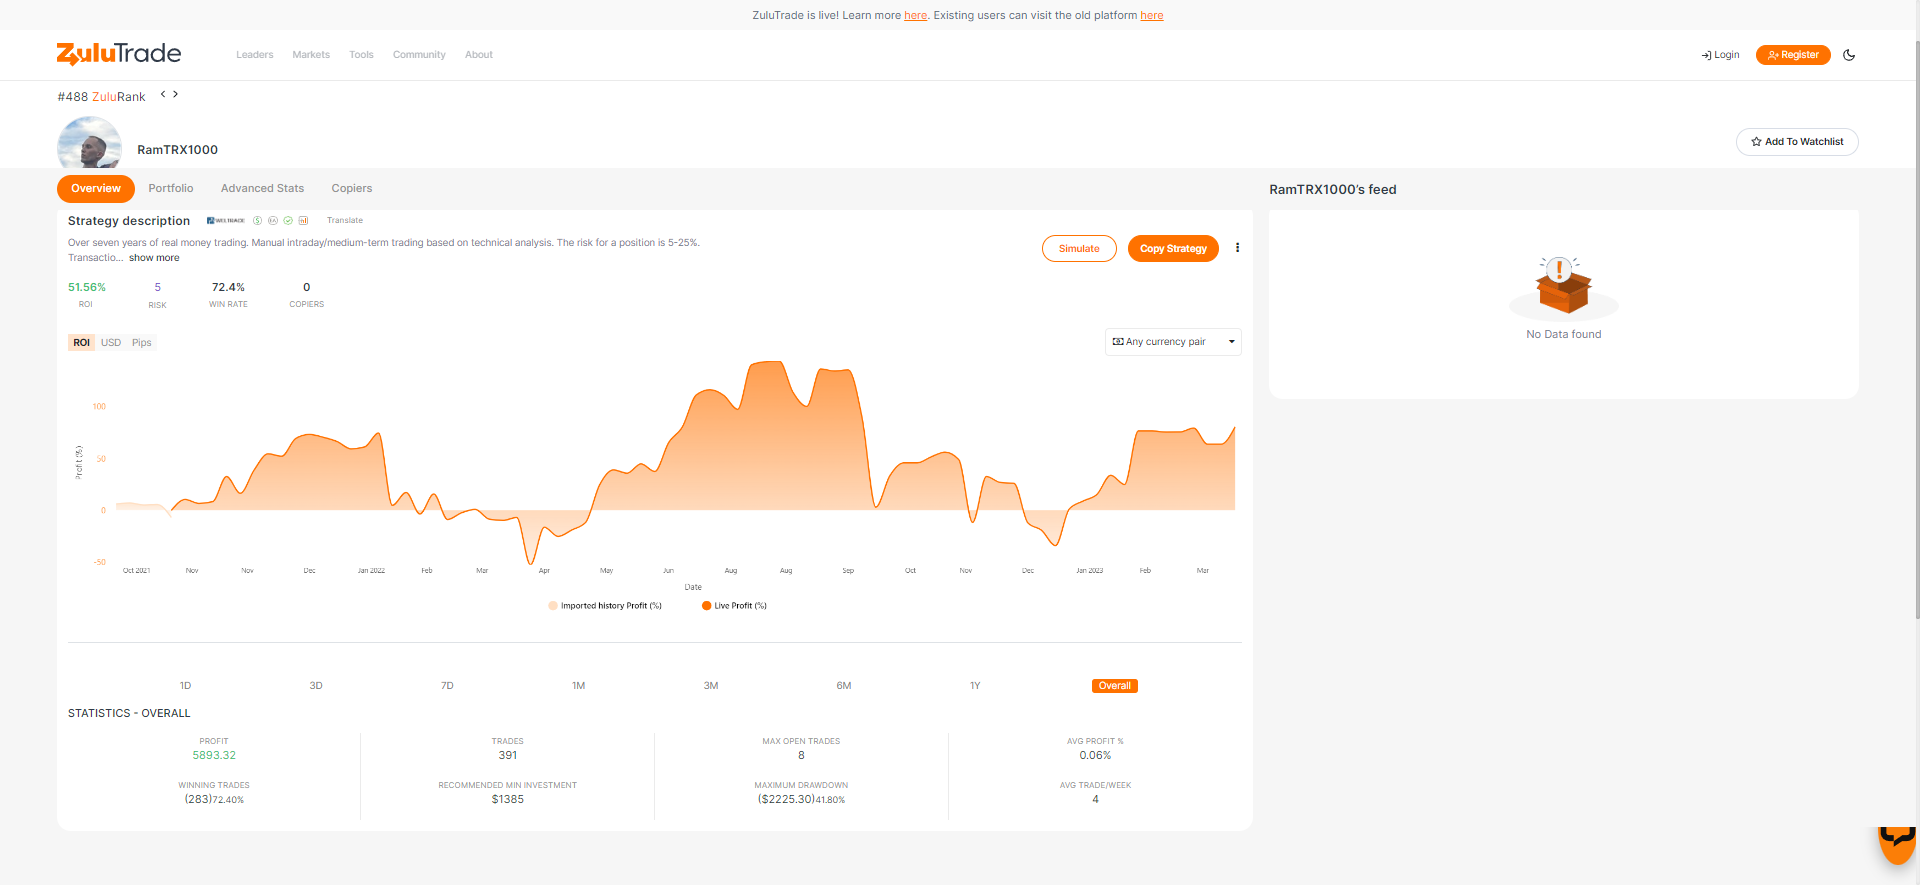 ZuluTrade is live! Learn more here. Existing users can visit the old platform here
ZuluTrade
Leaders
Markets
Tools
Community
About
Login
Register
#488 ZuluRank
RamTRX1000
Add To Watchlist
Overview
Portfolio
Advanced Stats
Copiers
RamTRX1000's feed
Strategy description
Translate
Over seven years of real money trading. Manual intraday/medium-term trading based on technical analysis. The risk for a position is 5-25%.
Transactio... show more
Simulate
Copy Strategy
51.56%
5
72.4%
0
ROI
RISK
WIN RATE
COPIERS
No Data found
ROI
USD
Pips
Any currency pair
100
50
0
-50
Profit (%)
Oct 2021
Nov
Nov
Dec
Jan 2022
Feb
Mar
Apr
May
Jun
Aug
Aug
Sep
Oct
Nov
Dec
Jan 2023
Feb
Mar
Date
Imported history Profit (%)
Live Profit (%)
1D
3D
7D
1M
3M
6M
1Y
Overall
STATISTICS - OVERALL
PROFIT
5893.32
TRADES
391
MAX OPEN TRADES
8
AVG PROFIT %
0.06%
WINNING TRADES
(283)72.40%
RECOMMENDED MIN INVESTMENT
$1385
MAXIMUM DRAWDOWN
($2225.30)41.80%
AVG TRADE/WEEK
4